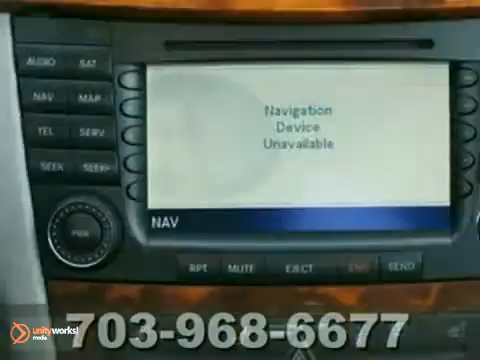 AUDIO SAT
NAV MAP
TEL SERV
SEEK SEEK
PWR
Navigation
Device
Unavailable
NAV
RPT MUTE EJECT END SEND
unityworks!
media
703-968-6677